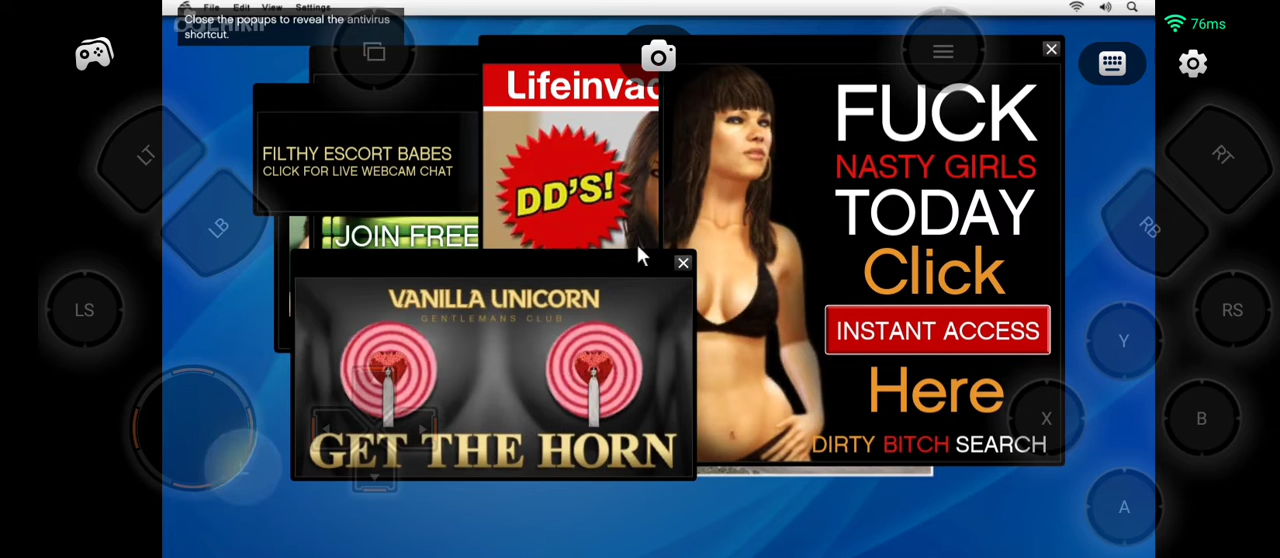 File Edit View Settings
Close the popups to reveal the antivirus
shortcut.
76ms
LT
LB
LS
RT
RB
RS
Y
X
B
A
FILTHY ESCORT BABES
CLICK FOR LIVE WEBCAM CHAT
JOIN FREE
Lifeinvad
DD'S!
VANILLA UNICORN
GENTLEMANS CLUB
GET THE HORN
FUCK
NASTY GIRLS
TODAY
Click
INSTANT ACCESS
Here
DIRTY BITCH SEARCH